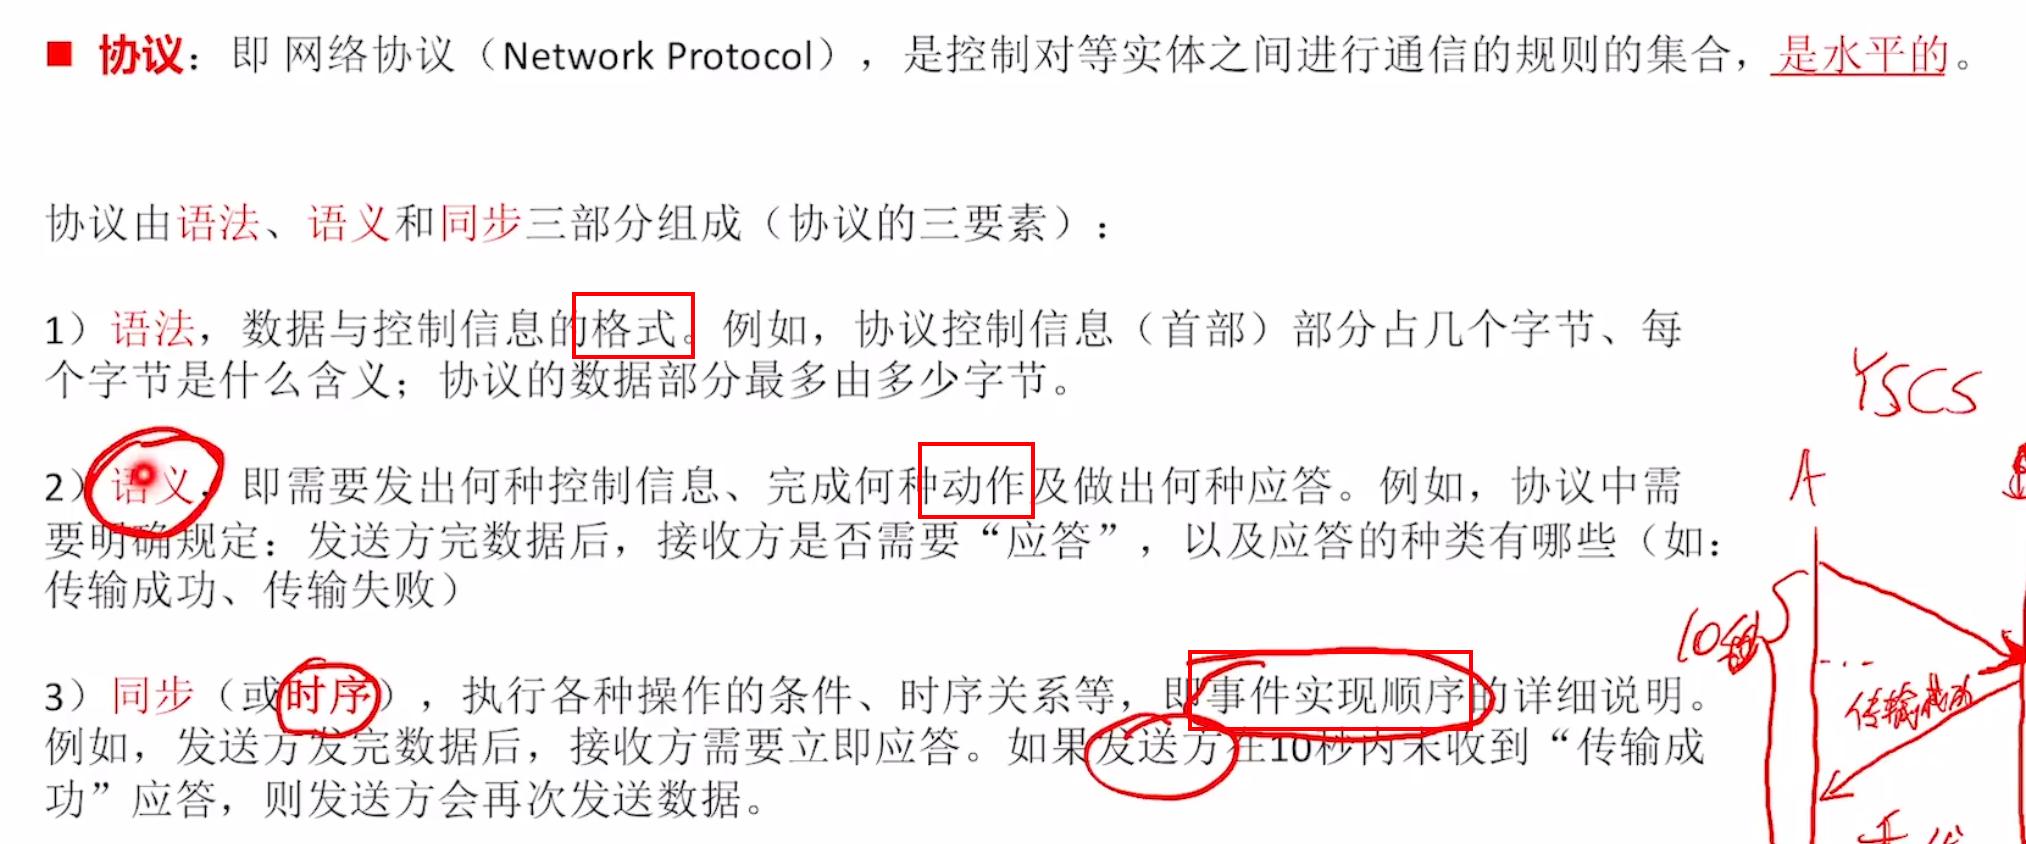 ■ 协议：即 网络协议（Network Protocol），是控制对等实体之间进行通信的规则的集合，是水平的。
协议由语法、语义和同步三部分组成（协议的三要素）：
1）语法，数据与控制信息的格式。例如，协议控制信息（首部）部分占几个字节、每
个字节是什么含义；协议的数据部分最多由多少字节。
YSCS
2）语义，即需要发出何种控制信息、完成何种动作及做出何种应答。例如，协议中需
要明确规定：发送方完数据后，接收方是否需要“应答”，以及应答的种类有哪些（如：
传输成功、传输失败）
A
10秒
3）同步（或时序），执行各种操作的条件、时序关系等，即事件实现顺序的详细说明。
例如，发送方发完数据后，接收方需要立即应答。如果发送方在10秒内未收到“传输成
功”应答，则发送方会再次发送数据。
传输成功